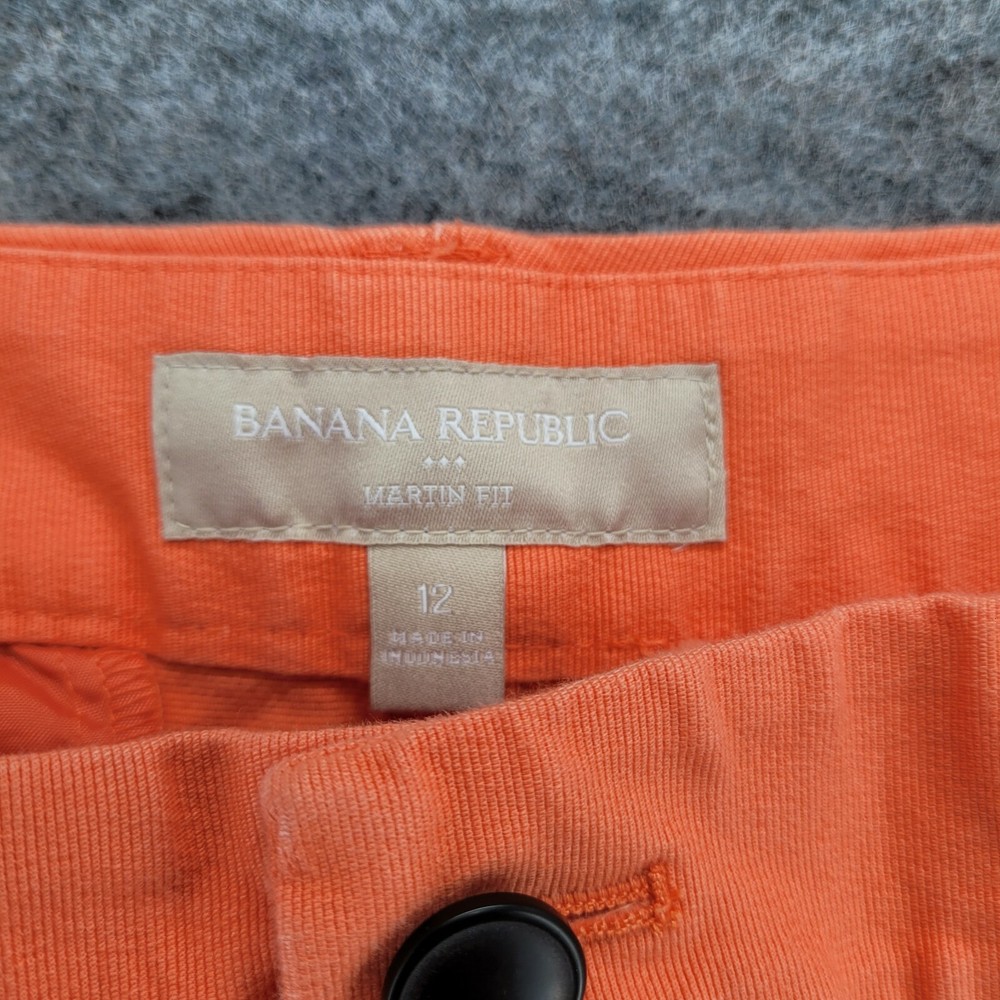 BANANA REPUBLIC
MARTIN FIT
12
MADE IN
INDONESIA